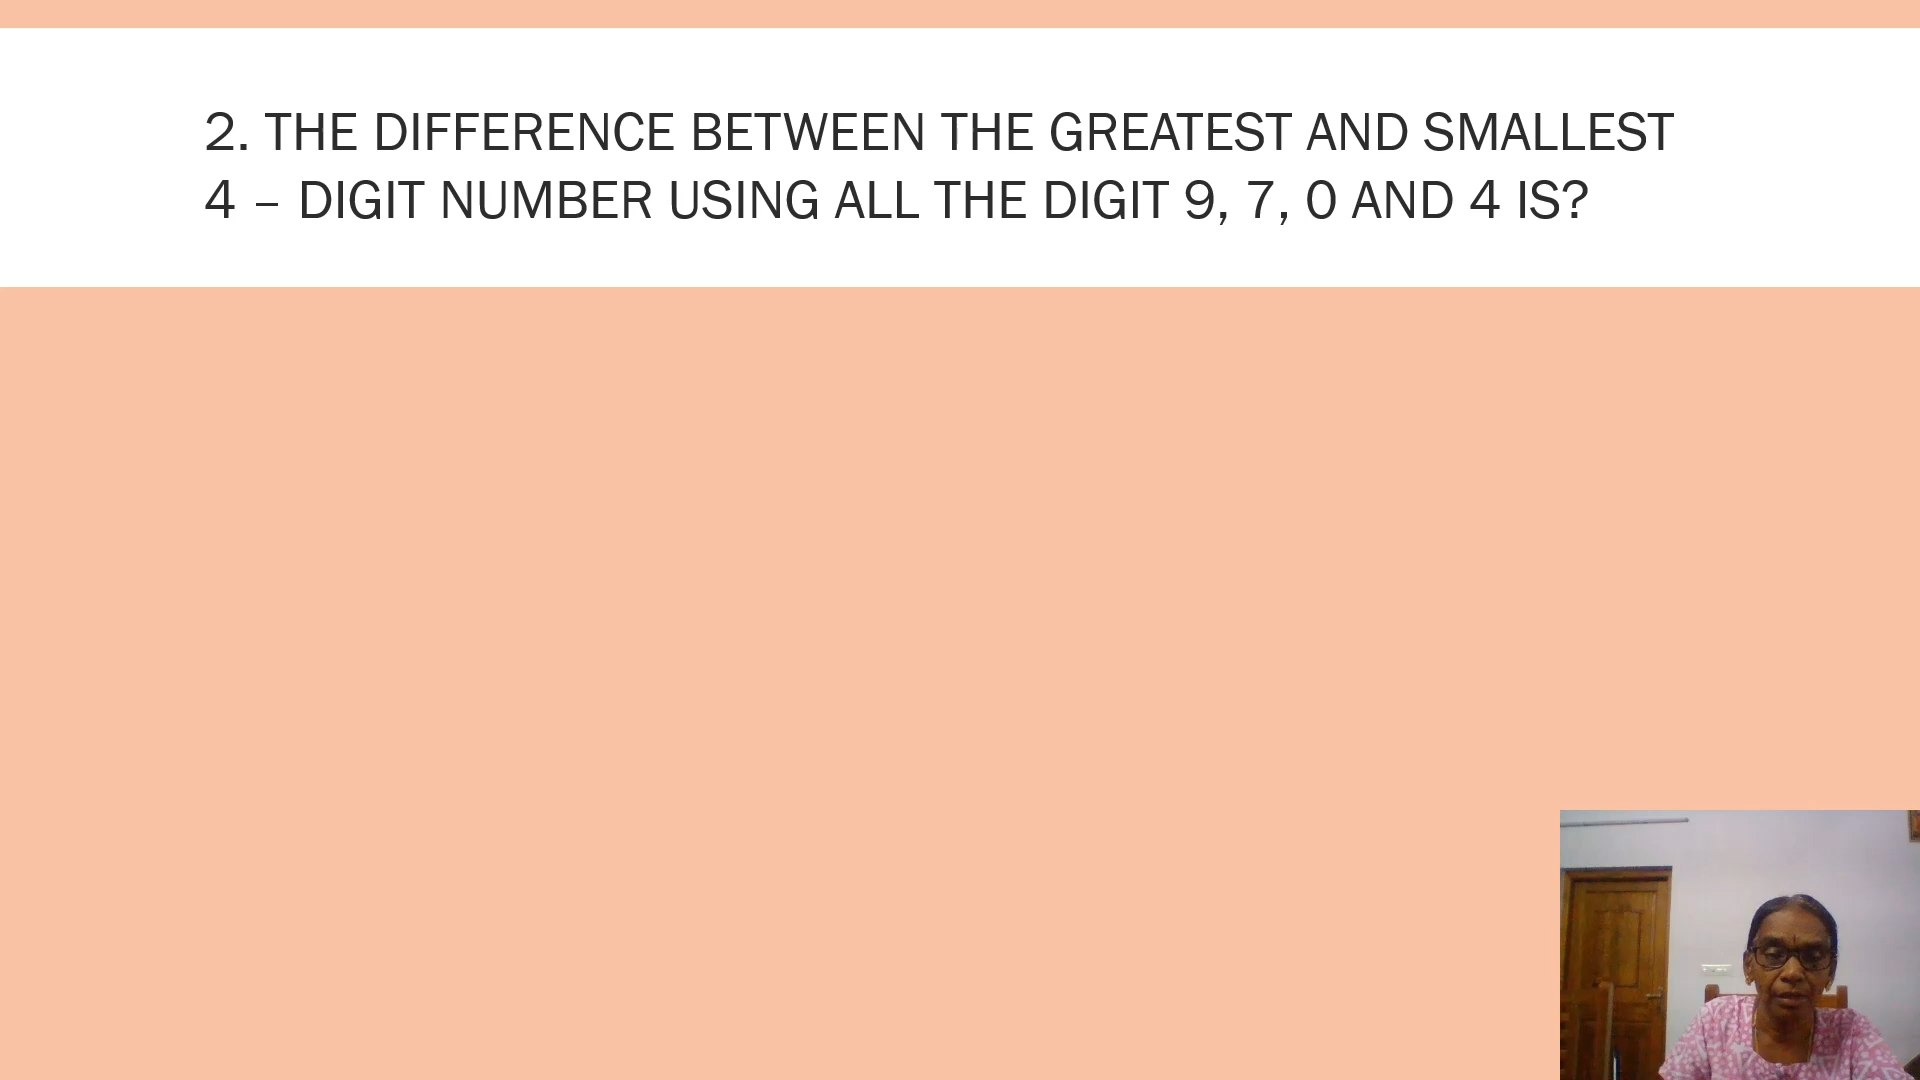 2. THE DIFFERENCE BETWEEN THE GREATEST AND SMALLEST
4 – DIGIT NUMBER USING ALL THE DIGIT 9, 7, 0 AND 4 IS?